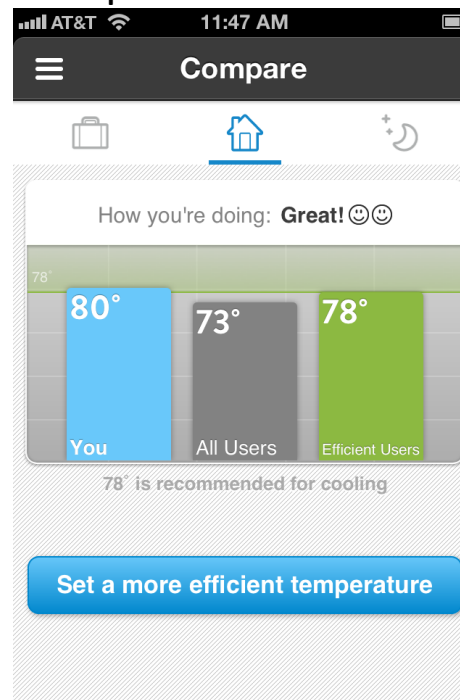 AT&T 11:47 AM
Compare
How you're doing: Great! ☺☺
78°
80° 73° 78°
You All Users Efficient Users
78° is recommended for cooling
Set a more efficient temperature